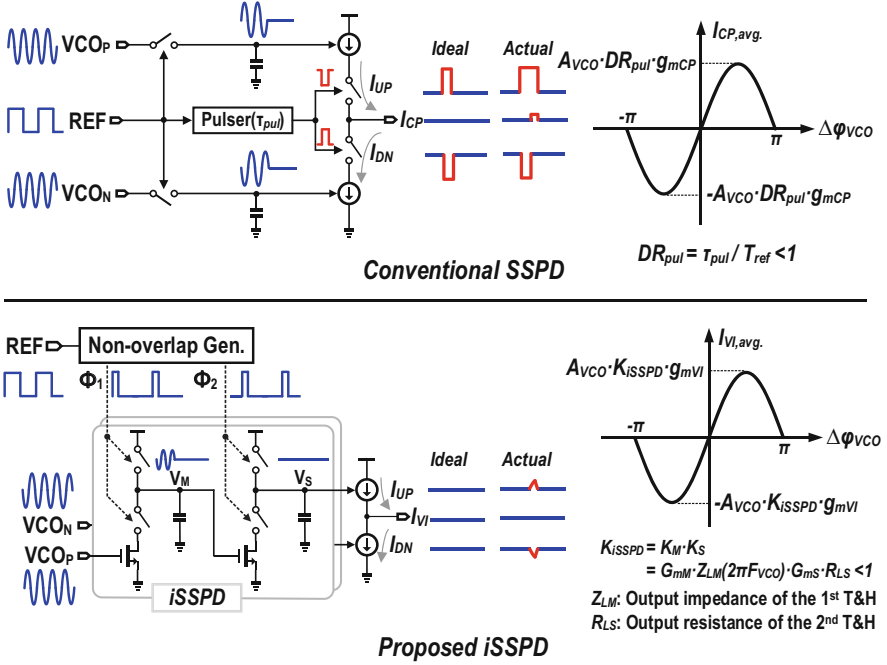 VCOP
REF
VCON
Pulser(τpul)
IUP
ICP
IDN
Ideal Actual
ICP,avg.
AVCO·DRpul·gmCP
-π
π
ΔφVCO
-AVCO·DRpul·gmCP
DRpul = τpul / Tref <1
Conventional SSPD
REF
Non-overlap Gen.
Φ1
Φ2
VM
VS
VCON
VCOP
iSSPD
IUP
IVI
IDN
Ideal Actual
IVI,avg.
AVCO·KiSSPD·gmVI
-π
π
ΔφVCO
-AVCO·KiSSPD·gmVI
KiSSPD = KM·KS
= GmM·ZLM(2πFVCO)·GmS·RLS <1
ZLM: Output impedance of the 1st T&H
RLS: Output resistance of the 2nd T&H
Proposed iSSPD